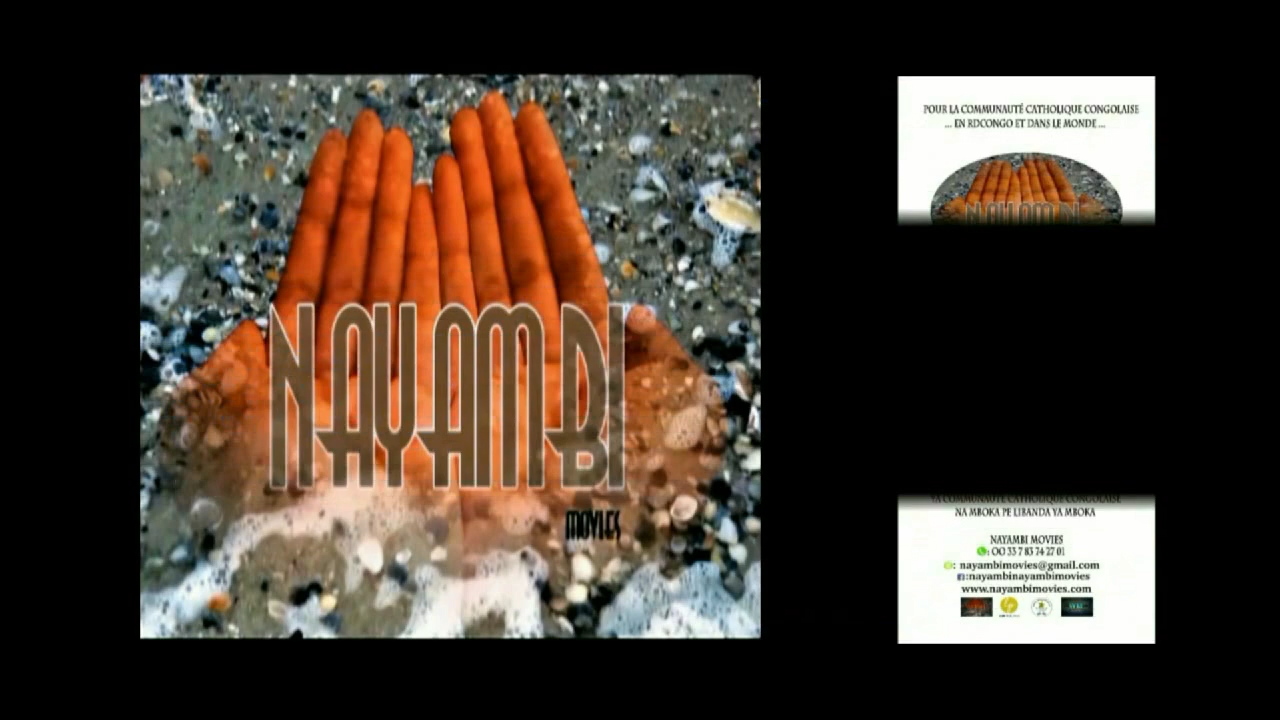 NAYAMBI
MOVIES
POUR LA COMMUNAUTÉ CATHOLIQUE CONGOLAISE
... EN RDCONGO ET DANS LE MONDE ...
NAYAMBI
YA COMMUNAUTE CATHOLIQUE CONGOLAISE
NA MBOKA PE LIBANDA YA MBOKA
NAYAMBI MOVIES
: OO 33 7 83 74 27 01
: nayambimovies@gmail.com
:nayambinayambimovies
www.nayambimovies.com